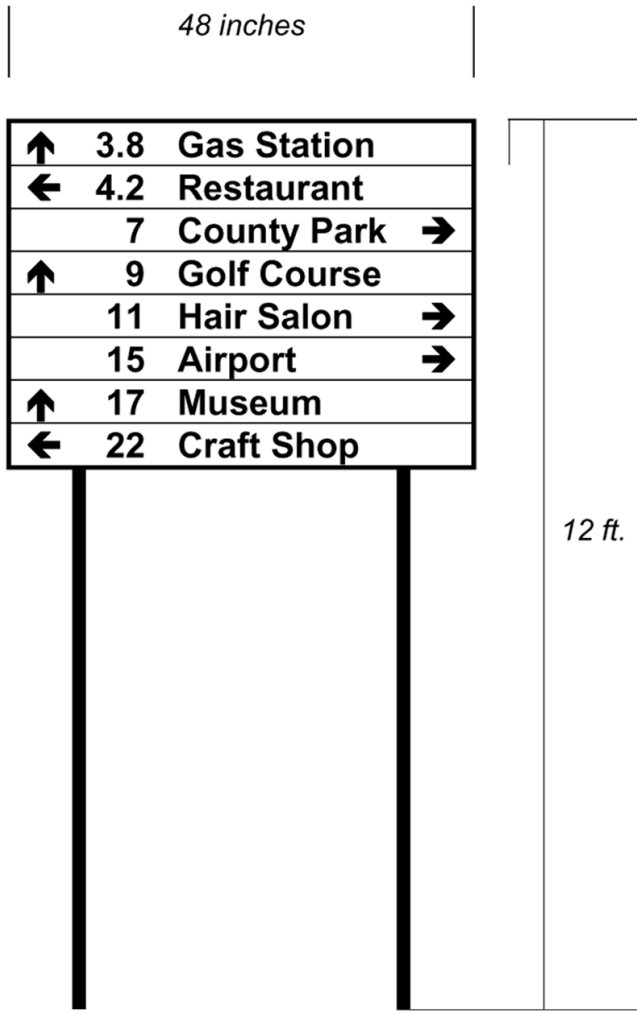 48 inches
↑ 3.8 Gas Station
← 4.2 Restaurant
7 County Park →
↑ 9 Golf Course
11 Hair Salon →
15 Airport →
↑ 17 Museum
← 22 Craft Shop
12 ft.